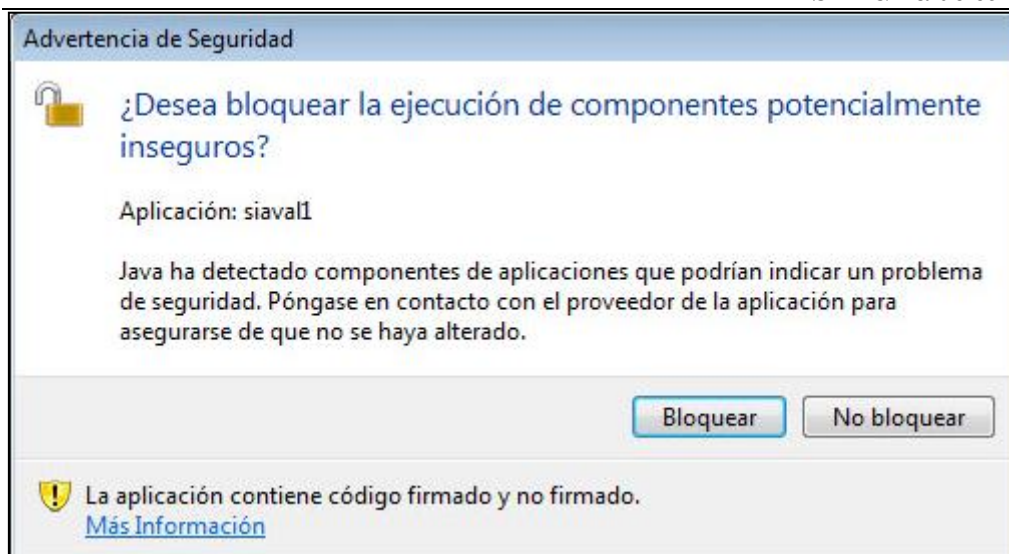 Advertencia de Seguridad
¿Desea bloquear la ejecución de componentes potencialmente
inseguros?
Aplicación: siaval1
Java ha detectado componentes de aplicaciones que podrían indicar un problema
de seguridad. Póngase en contacto con el proveedor de la aplicación para
asegurarse de que no se haya alterado.
Bloquear No bloquear
La aplicación contiene código firmado y no firmado.
Más Información